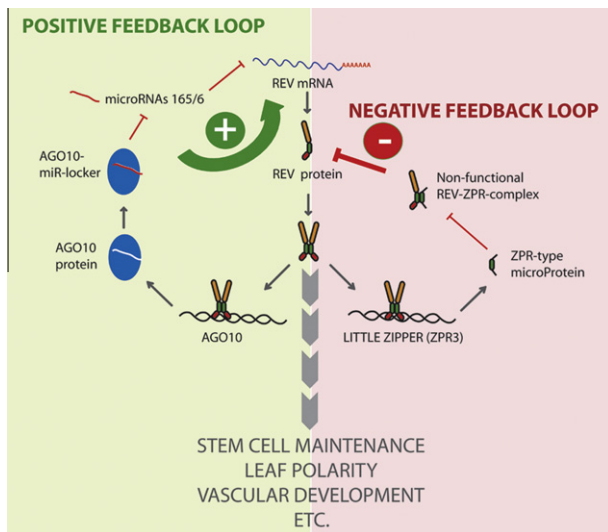 POSITIVE FEEDBACK LOOP
AAAAAAA
REV mRNA
microRNAs 165/6
+
NEGATIVE FEEDBACK LOOP
-
REV protein
AGO10-
miR-locker
Non-functional
REV-ZPR-complex
AGO10
protein
ZPR-type
microProtein
AGO10
LITTLE ZIPPER (ZPR3)
STEM CELL MAINTENANCE
LEAF POLARITY
VASCULAR DEVELOPMENT
ETC.